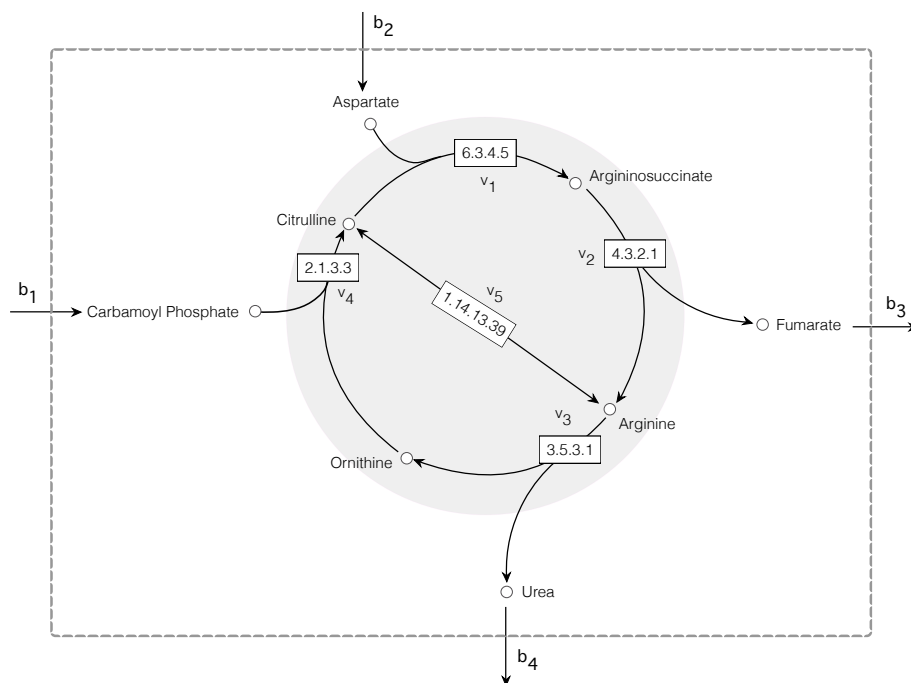 b2
Aspartate
6.3.4.5
v1
Argininosuccinate
Citrulline
v2
4.3.2.1
2.1.3.3
v4
v5
1.14.13.39
b1
Carbamoyl Phosphate
b3
Fumarate
v3
Arginine
3.5.3.1
Ornithine
Urea
b4